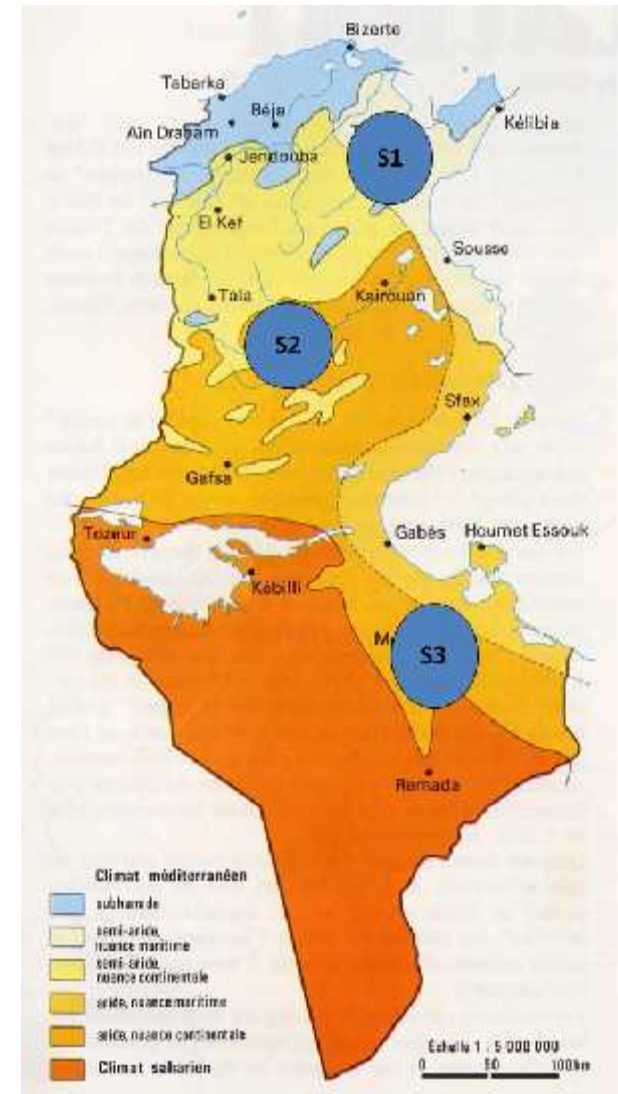 Bizerte
Tabarka
Béja
Aïn Draham
Kélibia
S1
Jendouba
El Kef
Sousse
Tala
Kairouan
S2
Sfax
Gafsa
Gabès
Houmet Essouk
Tozeur
Kébilli
M
S3
Remada
Climat méditerranéen
subhumide
semi-aride,
nuance maritime
semi-aride,
nuance continentale
aride, nuance maritime
aride, nuance continentale
Climat saharien
Échelle 1 : 5 000 000
0 50 100km